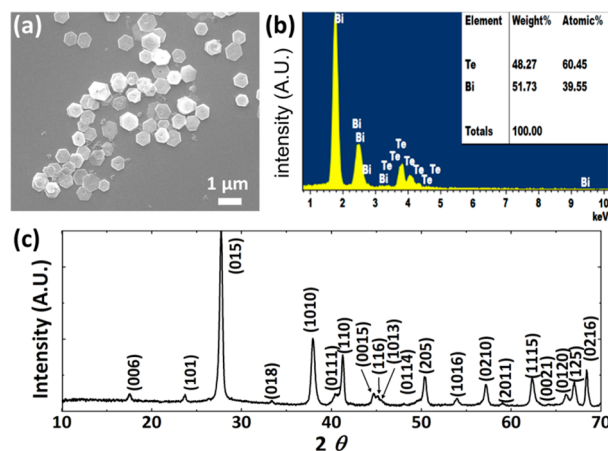 (a)
1 μm
(b)
intensity (A.U.)
Element Weight% Atomic%
Te 48.27 60.45
Bi 51.73 39.55
Totals 100.00
Bi
Bi
Bi
Bi
Bi
Te
Te
Te
Te
Te
Te
Bi
1 2 3 4 5 6 7 8 9 10
keV
(c)
Intensity (A.U.)
(006)
(101)
(015)
(018)
(1010)
(0111)
(110)
(0015)
(116)
(1013)
(0114)
(205)
(1016)
(0210)
(2011)
(1115)
(0021)
(0120)
(125)
(0216)
10 20 30 40 50 60 70
2 θ